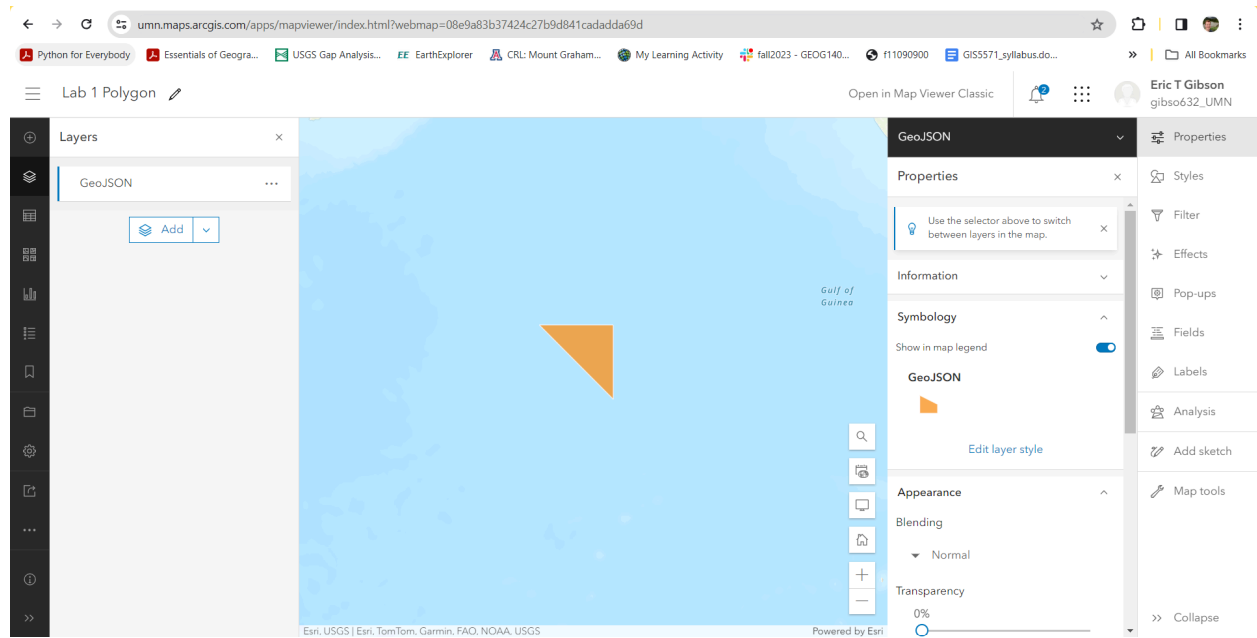 umn.maps.arcgis.com/apps/mapviewer/index.html?webmap=08e9a83b37424c27b9d841cadadda69d
Python for Everybody
Essentials of Geogra...
USGS Gap Analysis...
EE EarthExplorer
CRL: Mount Graham...
My Learning Activity
fall2023 - GEOG140...
f11090900
GIS5571_syllabus.do...
»
All Bookmarks
Lab 1 Polygon
Open in Map Viewer Classic
2
Eric T Gibson
gibso632_UMN
Layers
GeoJSON
Add
Gulf of
Guinea
Esri, USGS | Esri, TomTom, Garmin, FAO, NOAA, USGS
Powered by Esri
GeoJSON
Properties
Use the selector above to switch
between layers in the map.
Information
Symbology
Show in map legend
GeoJSON
Edit layer style
Appearance
Blending
Normal
Transparency
0%
Properties
Styles
Filter
Effects
Pop-ups
Fields
Labels
Analysis
Add sketch
Map tools
Collapse